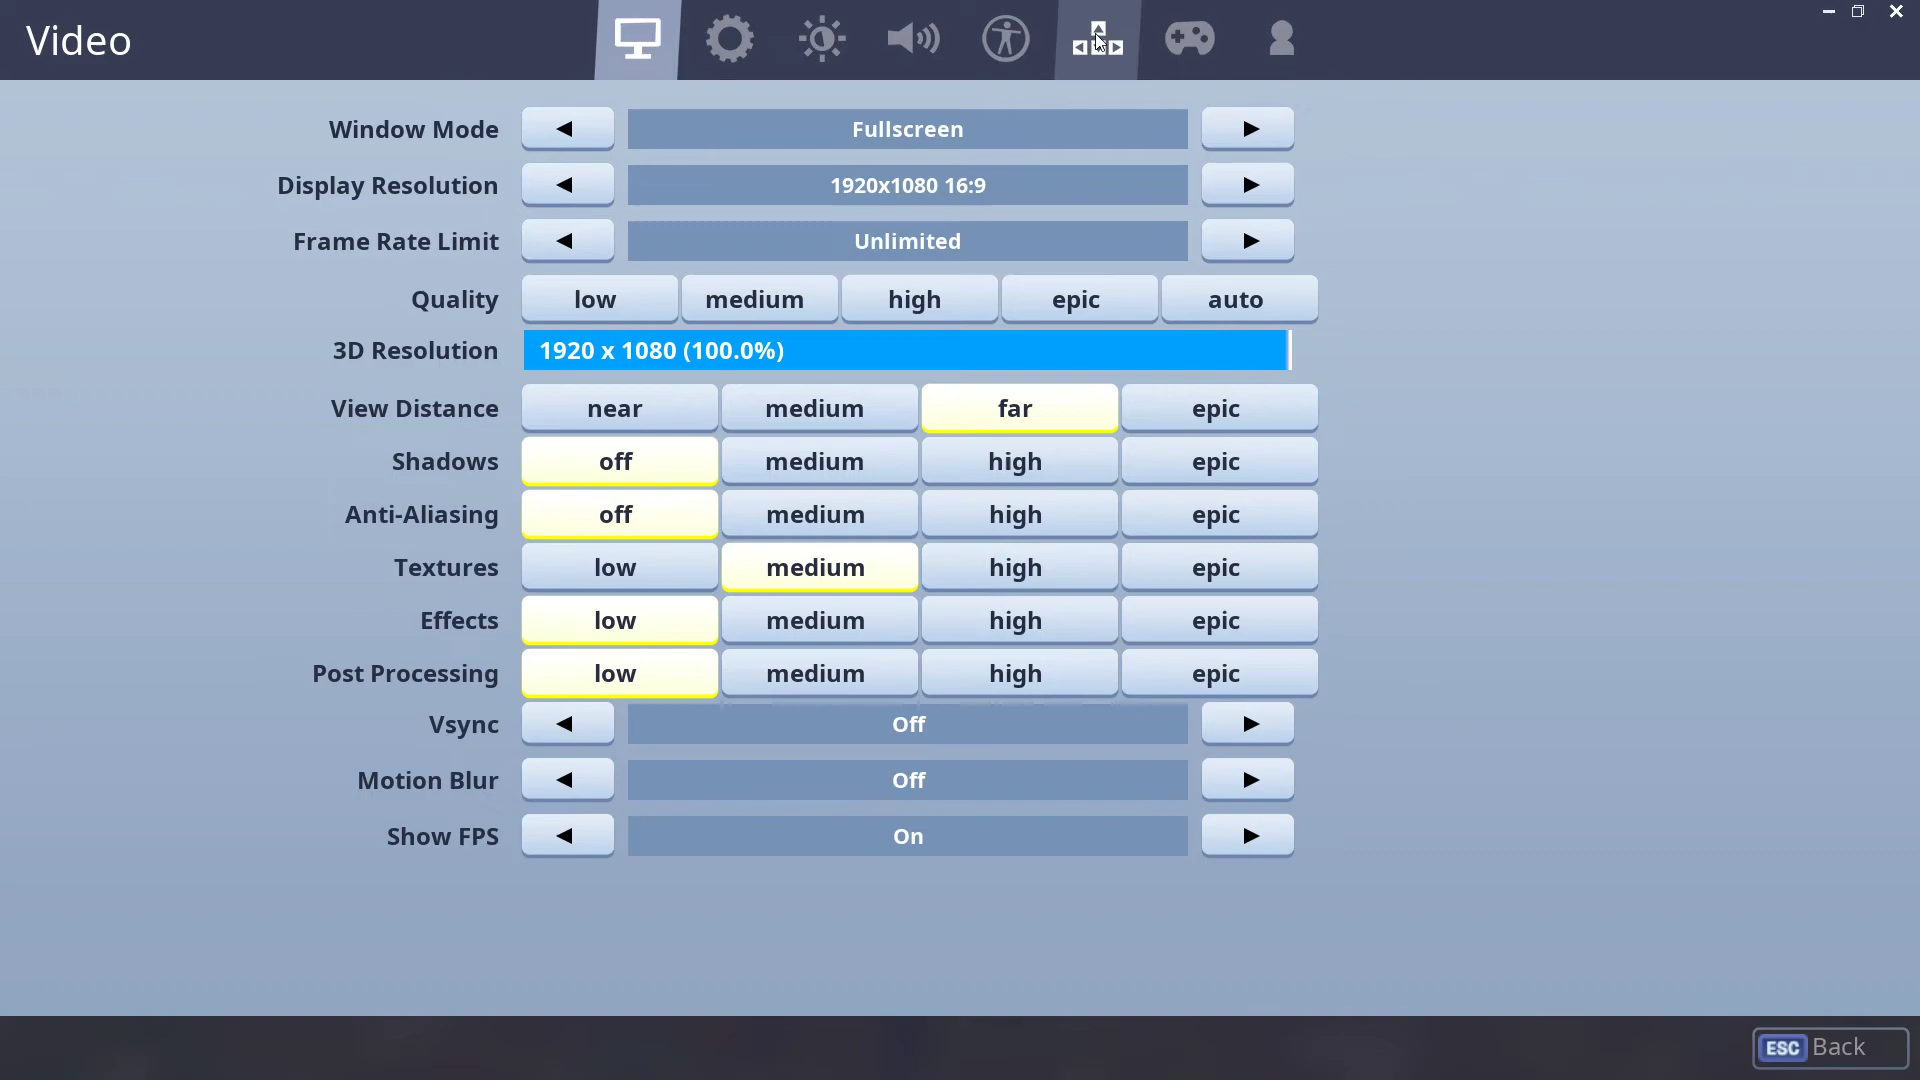 Video
Window Mode Fullscreen
Display Resolution 1920x1080 16:9
Frame Rate Limit Unlimited
Quality low medium high epic auto
3D Resolution 1920 x 1080 (100.0%)
View Distance near medium far epic
Shadows off medium high epic
Anti-Aliasing off medium high epic
Textures low medium high epic
Effects low medium high epic
Post Processing low medium high epic
Vsync Off
Motion Blur Off
Show FPS On
ESC Back